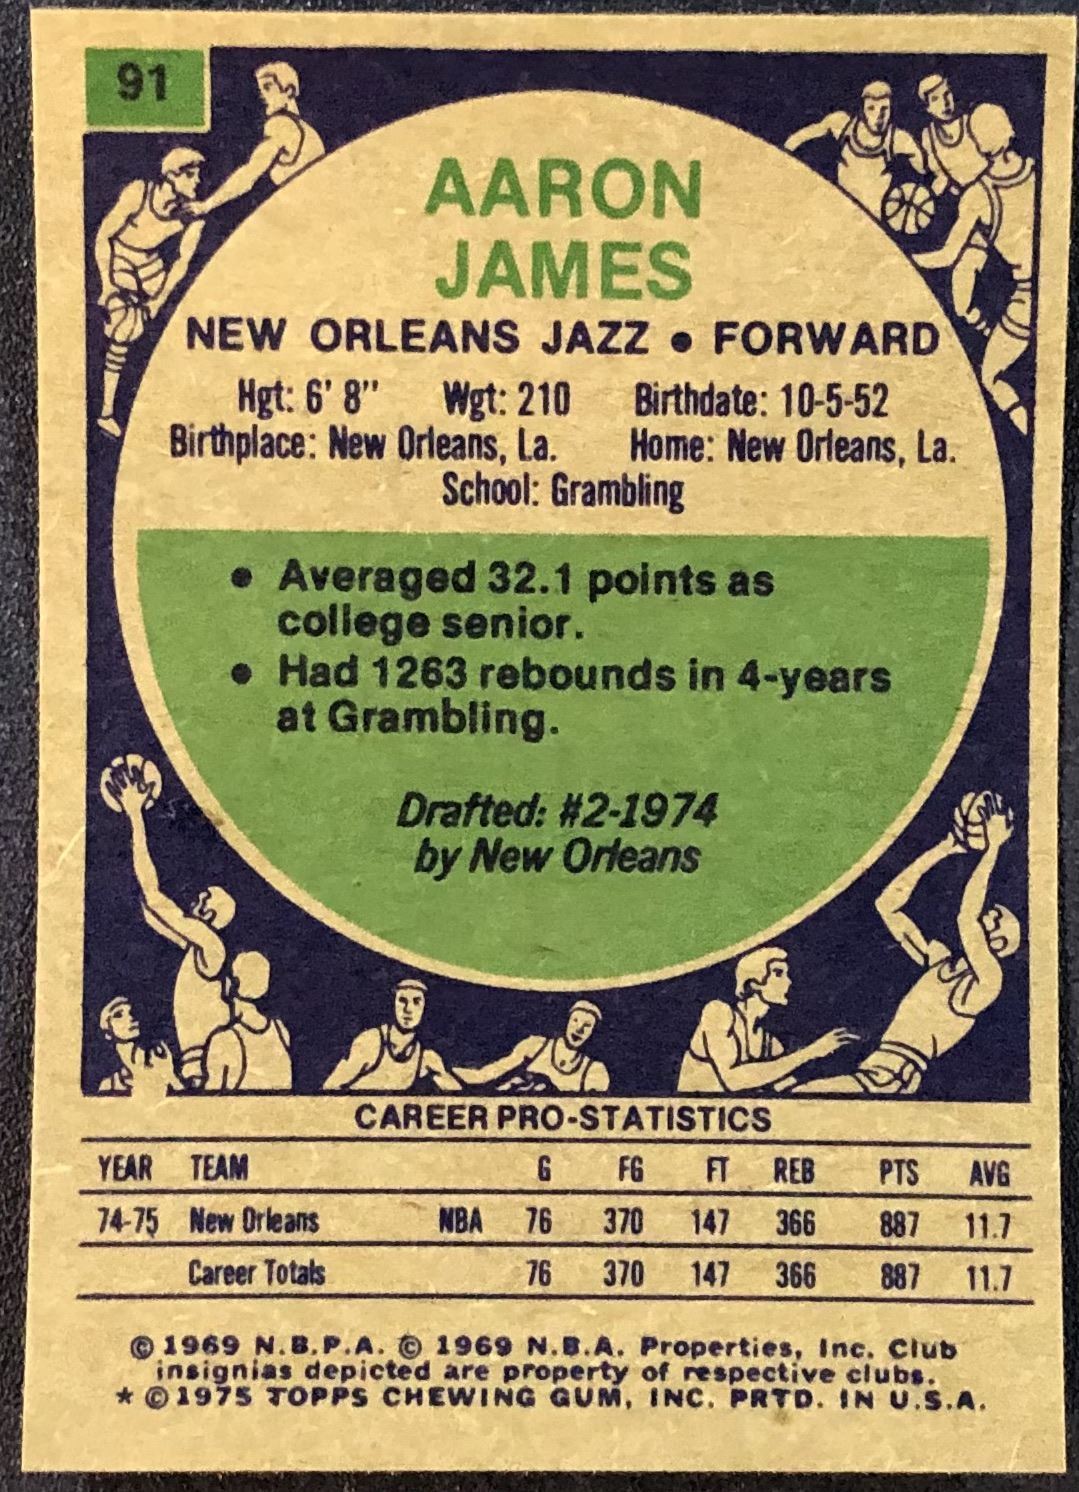 91
AARON
JAMES
NEW ORLEANS JAZZ • FORWARD
Hgt: 6' 8" Wgt: 210 Birthdate: 10-5-52
Birthplace: New Orleans, La. Home: New Orleans, La.
School: Grambling
• Averaged 32.1 points as
college senior.
• Had 1263 rebounds in 4-years
at Grambling.
Drafted: #2-1974
by New Orleans
CAREER PRO-STATISTICS
YEAR TEAM G FG FT REB PTS AVG
74-75 New Orleans NBA 76 370 147 366 887 11.7
Career Totals 76 370 147 366 887 11.7
© 1969 N.B.P.A. © 1969 N.B.A. Properties, Inc. Club
insignias depicted are property of respective clubs.
* © 1975 TOPPS CHEWING GUM, INC. PRTD. IN U.S.A.